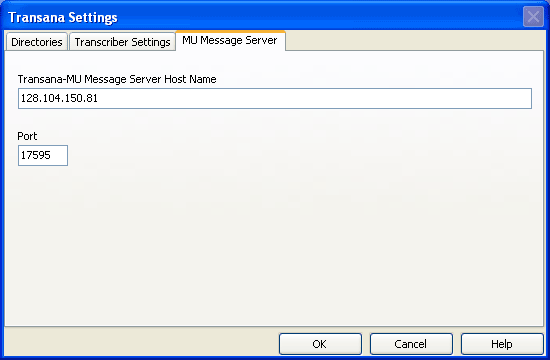 Transana Settings
Directories Transcriber Settings MU Message Server
Transana-MU Message Server Host Name
128.104.150.81
Port
17595
OK Cancel Help